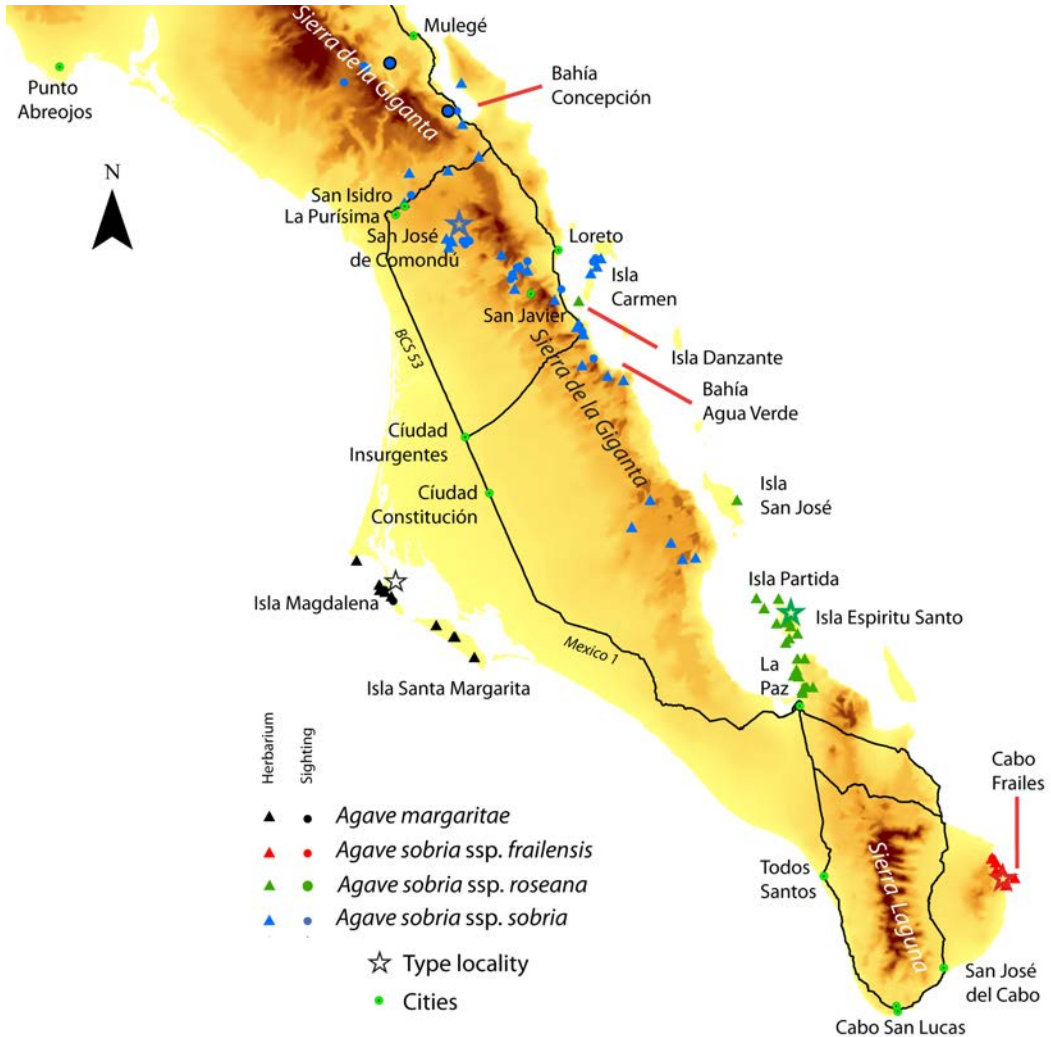 Mulegé
Sierra de la Giganta
Punto
Abreojos
Bahía
Concepción
N
San Isidro
La Purísima
San José
de Comondú
Loreto
Isla
Carmen
San Javier
Isla Danzante
BCS 53
Sierra de la Giganta
Bahía
Agua Verde
Cíudad
Insurgentes
Cíudad
Constitución
Isla
San José
Isla Partida
Isla Magdalena
Isla Espiritu Santo
Mexico 1
La
Paz
Isla Santa Margarita
Herbarium
Sighting
Cabo
Frailes
Agave margaritae
Agave sobria ssp. frailensis
Agave sobria ssp. roseana
Agave sobria ssp. sobria
Type locality
Cities
Todos
Santos
Sierra Laguna
San José
del Cabo
Cabo San Lucas